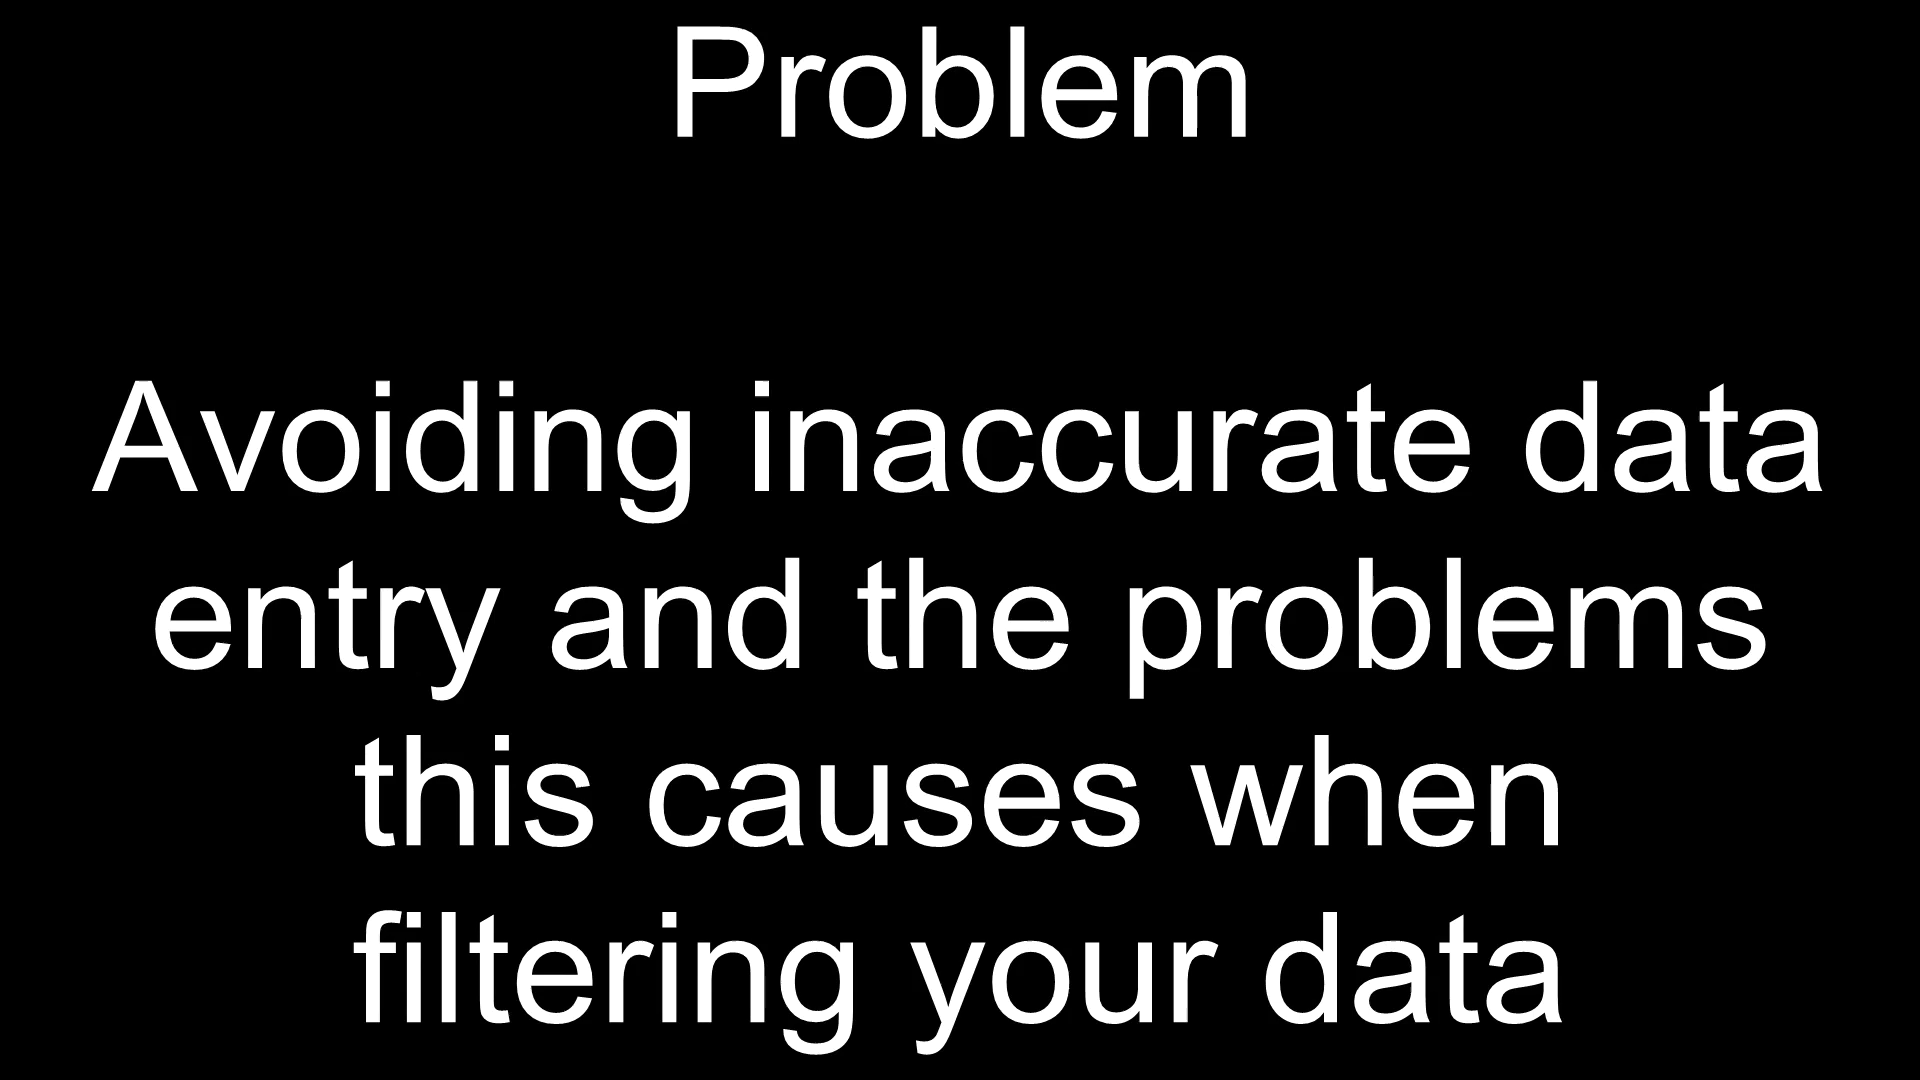 Problem
Avoiding inaccurate data
entry and the problems
this causes when
filtering your data